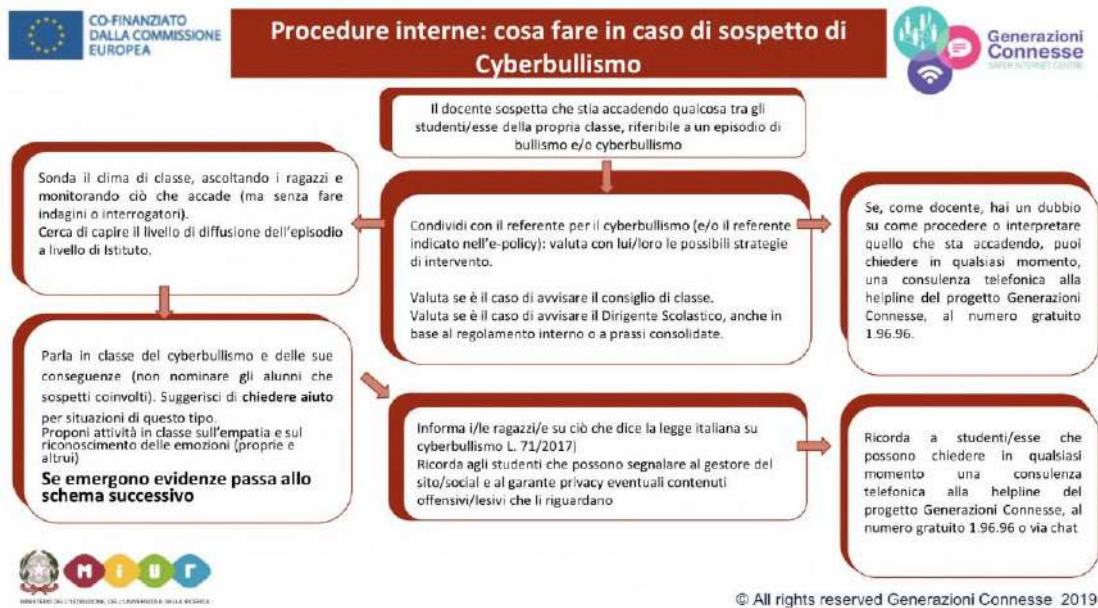 CO-FINANZIATO
DALLA COMMISSIONE
EUROPEA
Procedure interne: cosa fare in caso di sospetto di
Cyberbullismo
Generazioni
Connesse
SAFER INTERNET CENTRE
Il docente sospetta che stia accadendo qualcosa tra gli
studenti/esse della propria classe, riferibile a un episodio di
bullismo e/o cyberbullismo
Sonda il clima di classe, ascoltando i ragazzi e
monitorando ciò che accade (ma senza fare
indagini o interrogatori).
Cerca di capire il livello di diffusione dell'episodio
a livello di Istituto.
Condividi con il referente per il cyberbullismo (e/o il referente
indicato nell'e-policy): valuta con lui/loro le possibili strategie
di intervento.
Valuta se è il caso di avvisare il consiglio di classe.
Valuta se è il caso di avvisare il Dirigente Scolastico, anche in
base al regolamento interno o a prassi consolidate.
Se, come docente, hai un dubbio
su come procedere o interpretare
quello che sta accadendo, puoi
chiedere in qualsiasi momento,
una consulenza telefonica alla
helpline del progetto Generazioni
Connesse, al numero gratuito
1.96.96.
Parla in classe del cyberbullismo e delle sue
conseguenze (non nominare gli alunni che
sospetti coinvolti). Suggerisci di chiedere aiuto
per situazioni di questo tipo.
Proponi attività in classe sull'empatia e sul
riconoscimento delle emozioni (proprie e
altrui)
Se emergono evidenze passa allo
schema successivo
Informa i/le ragazzi/e su ciò che dice la legge italiana su
cyberbullismo L. 71/2017)
Ricorda agli studenti che possono segnalare al gestore del
sito/social e al garante privacy eventuali contenuti
offensivi/lesivi che li riguardano
Ricorda a studenti/esse che
possono chiedere in qualsiasi
momento una consulenza
telefonica alla helpline del
progetto Generazioni Connesse, al
numero gratuito 1.96.96 o via chat
miur
MINISTERO DELL'ISTRUZIONE, DELL'UNIVERSITÀ E DELLA RICERCA
© All rights reserved Generazioni Connesse 2019